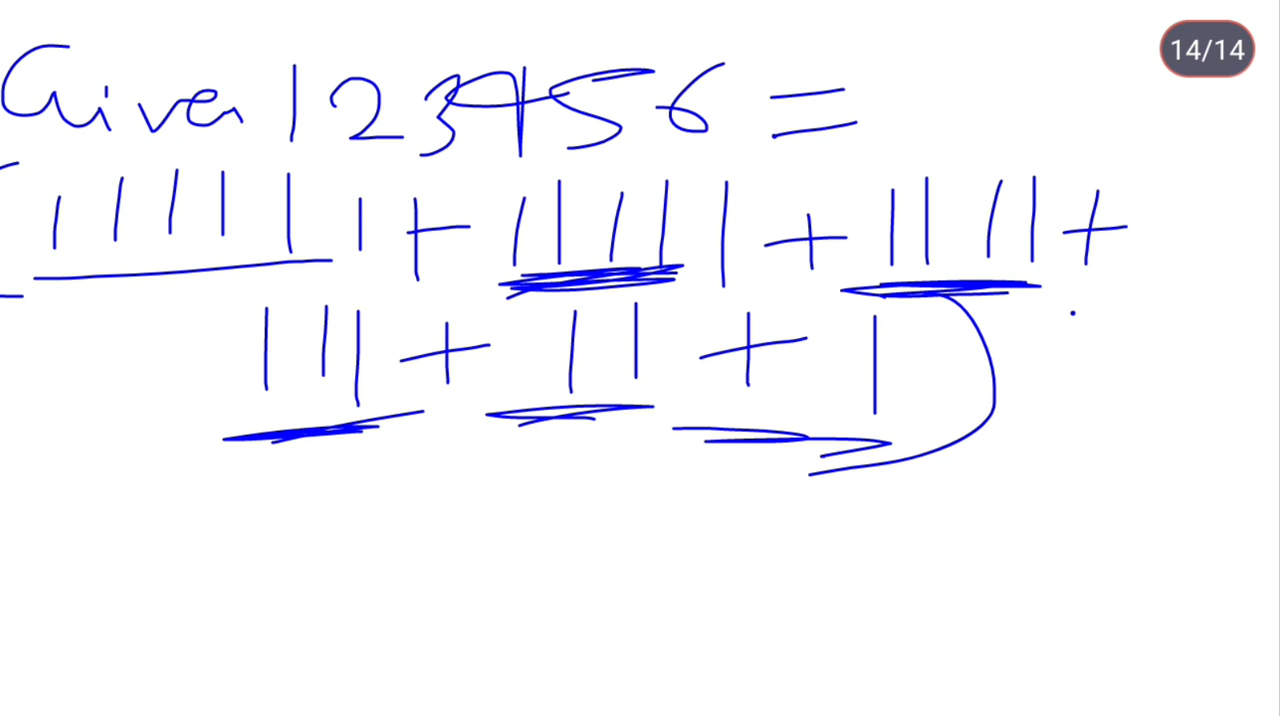 14/14
Given 123456 =
111111 + 11111 + 1111 +
111 + 11 + 1